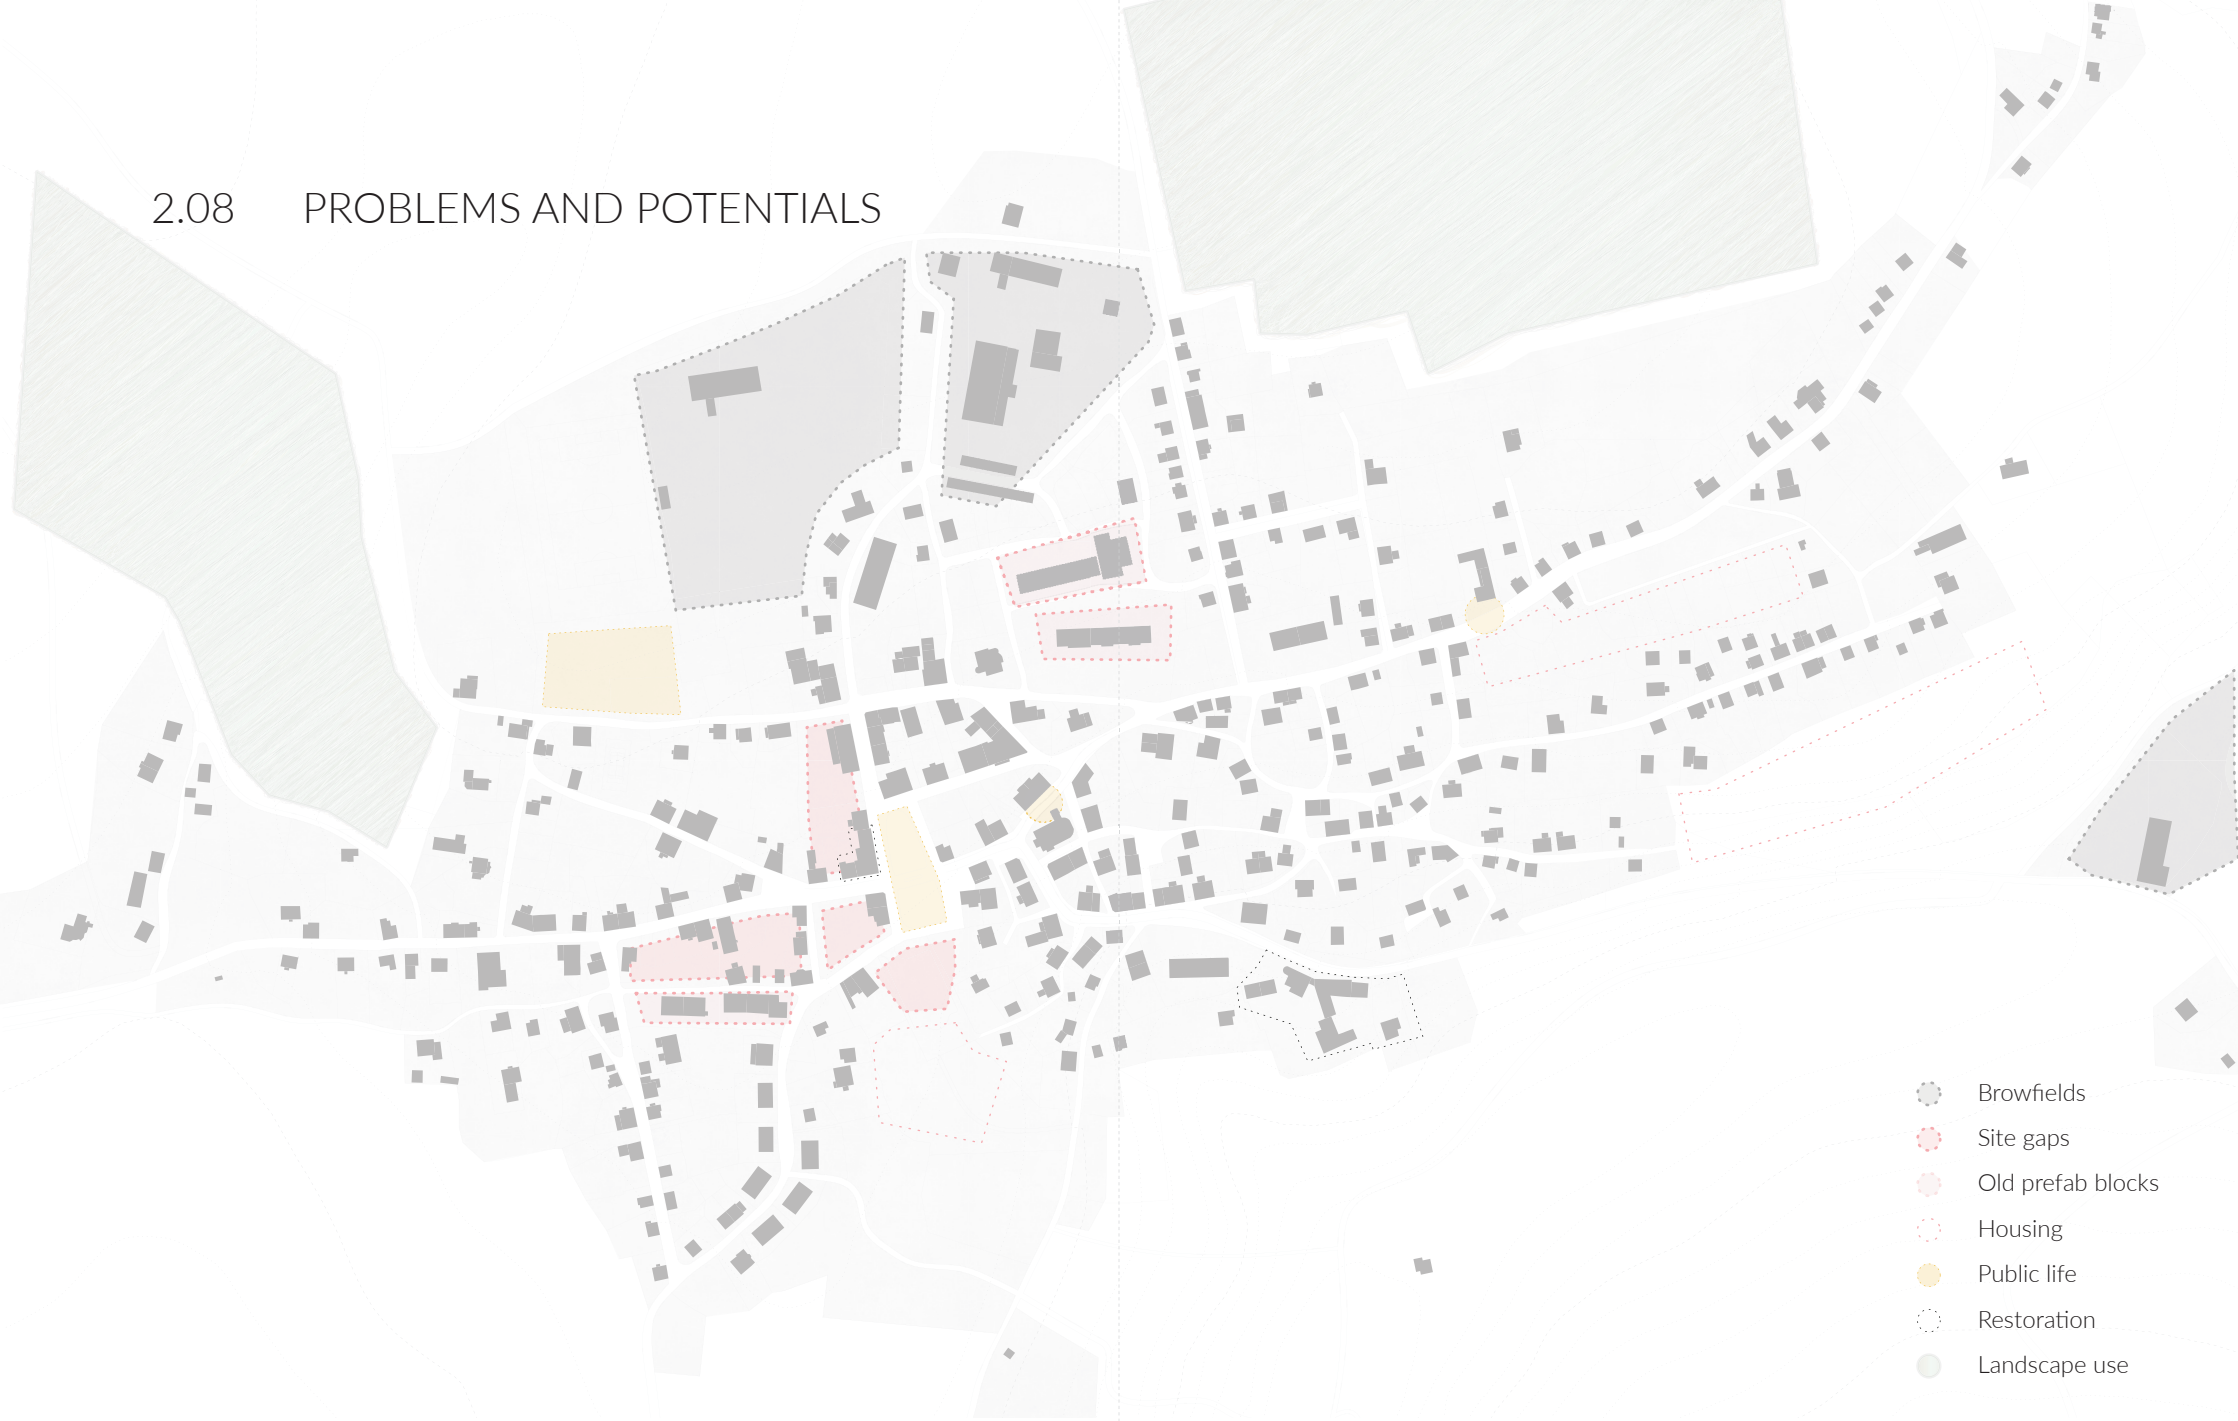 2.08 PROBLEMS AND POTENTIALS
Browfields
Site gaps
Old prefab blocks
Housing
Public life
Restoration
Landscape use